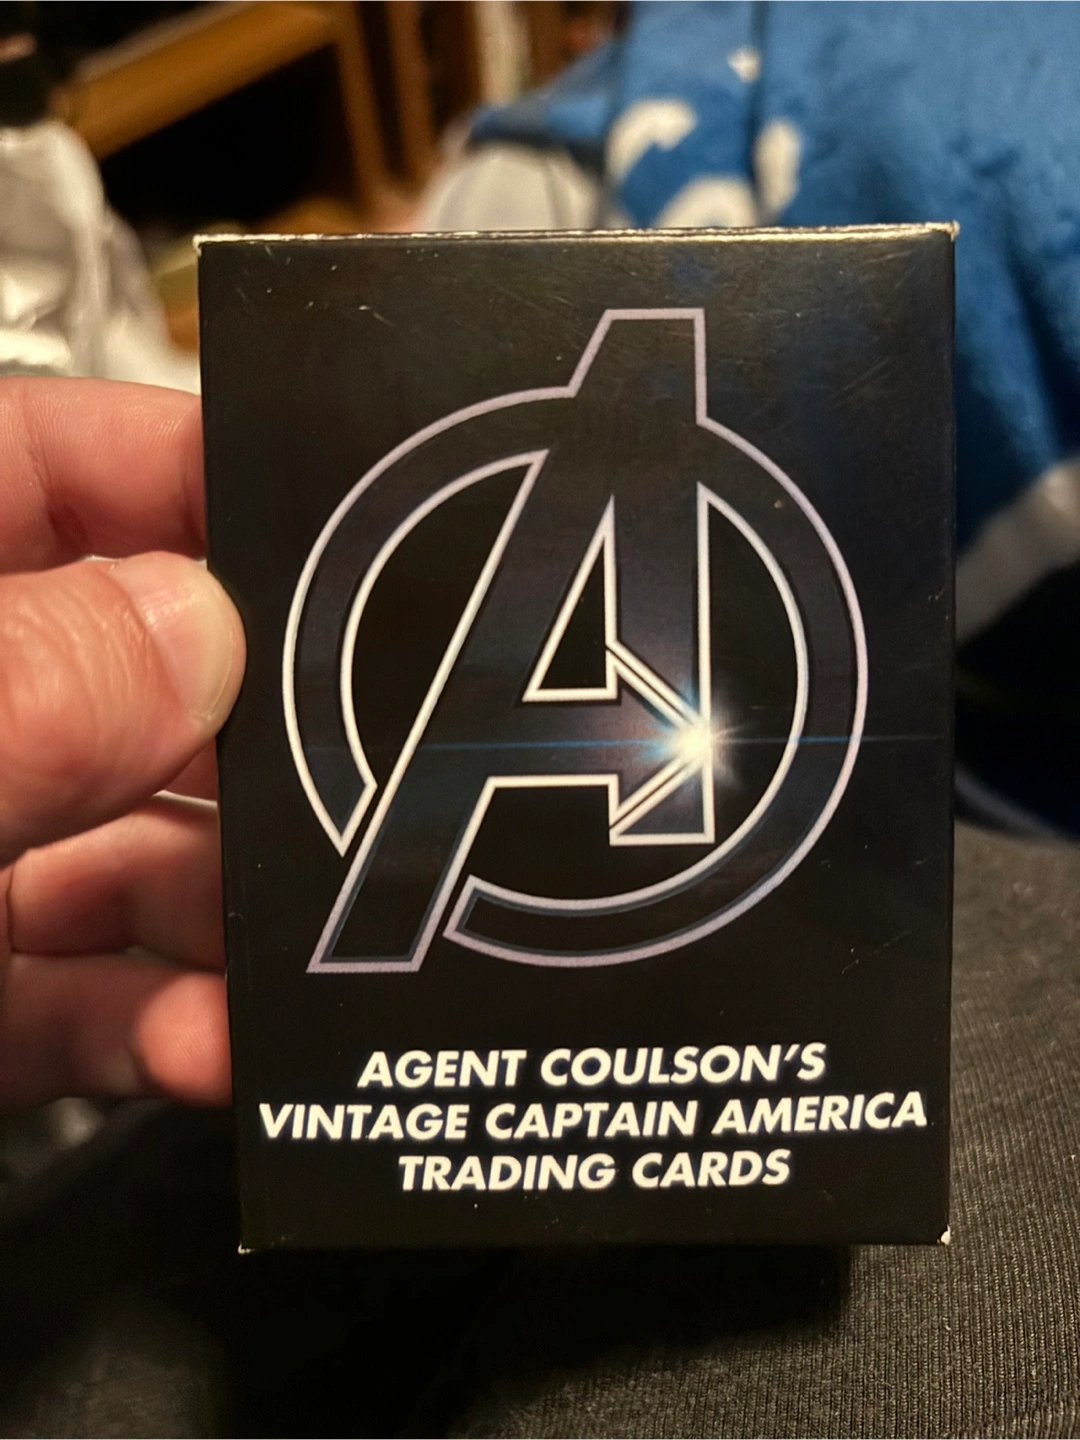 AGENT COULSON'S
VINTAGE CAPTAIN AMERICA
TRADING CARDS